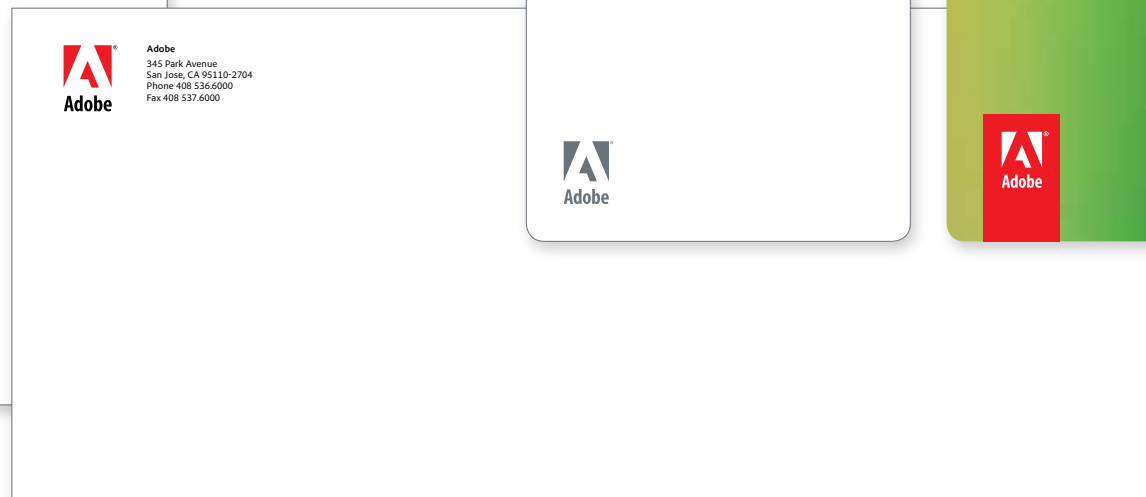 Adobe
345 Park Avenue
San Jose, CA 95110-2704
Phone 408 536.6000
Fax 408 537.6000
®
Adobe
®
Adobe
®
Adobe